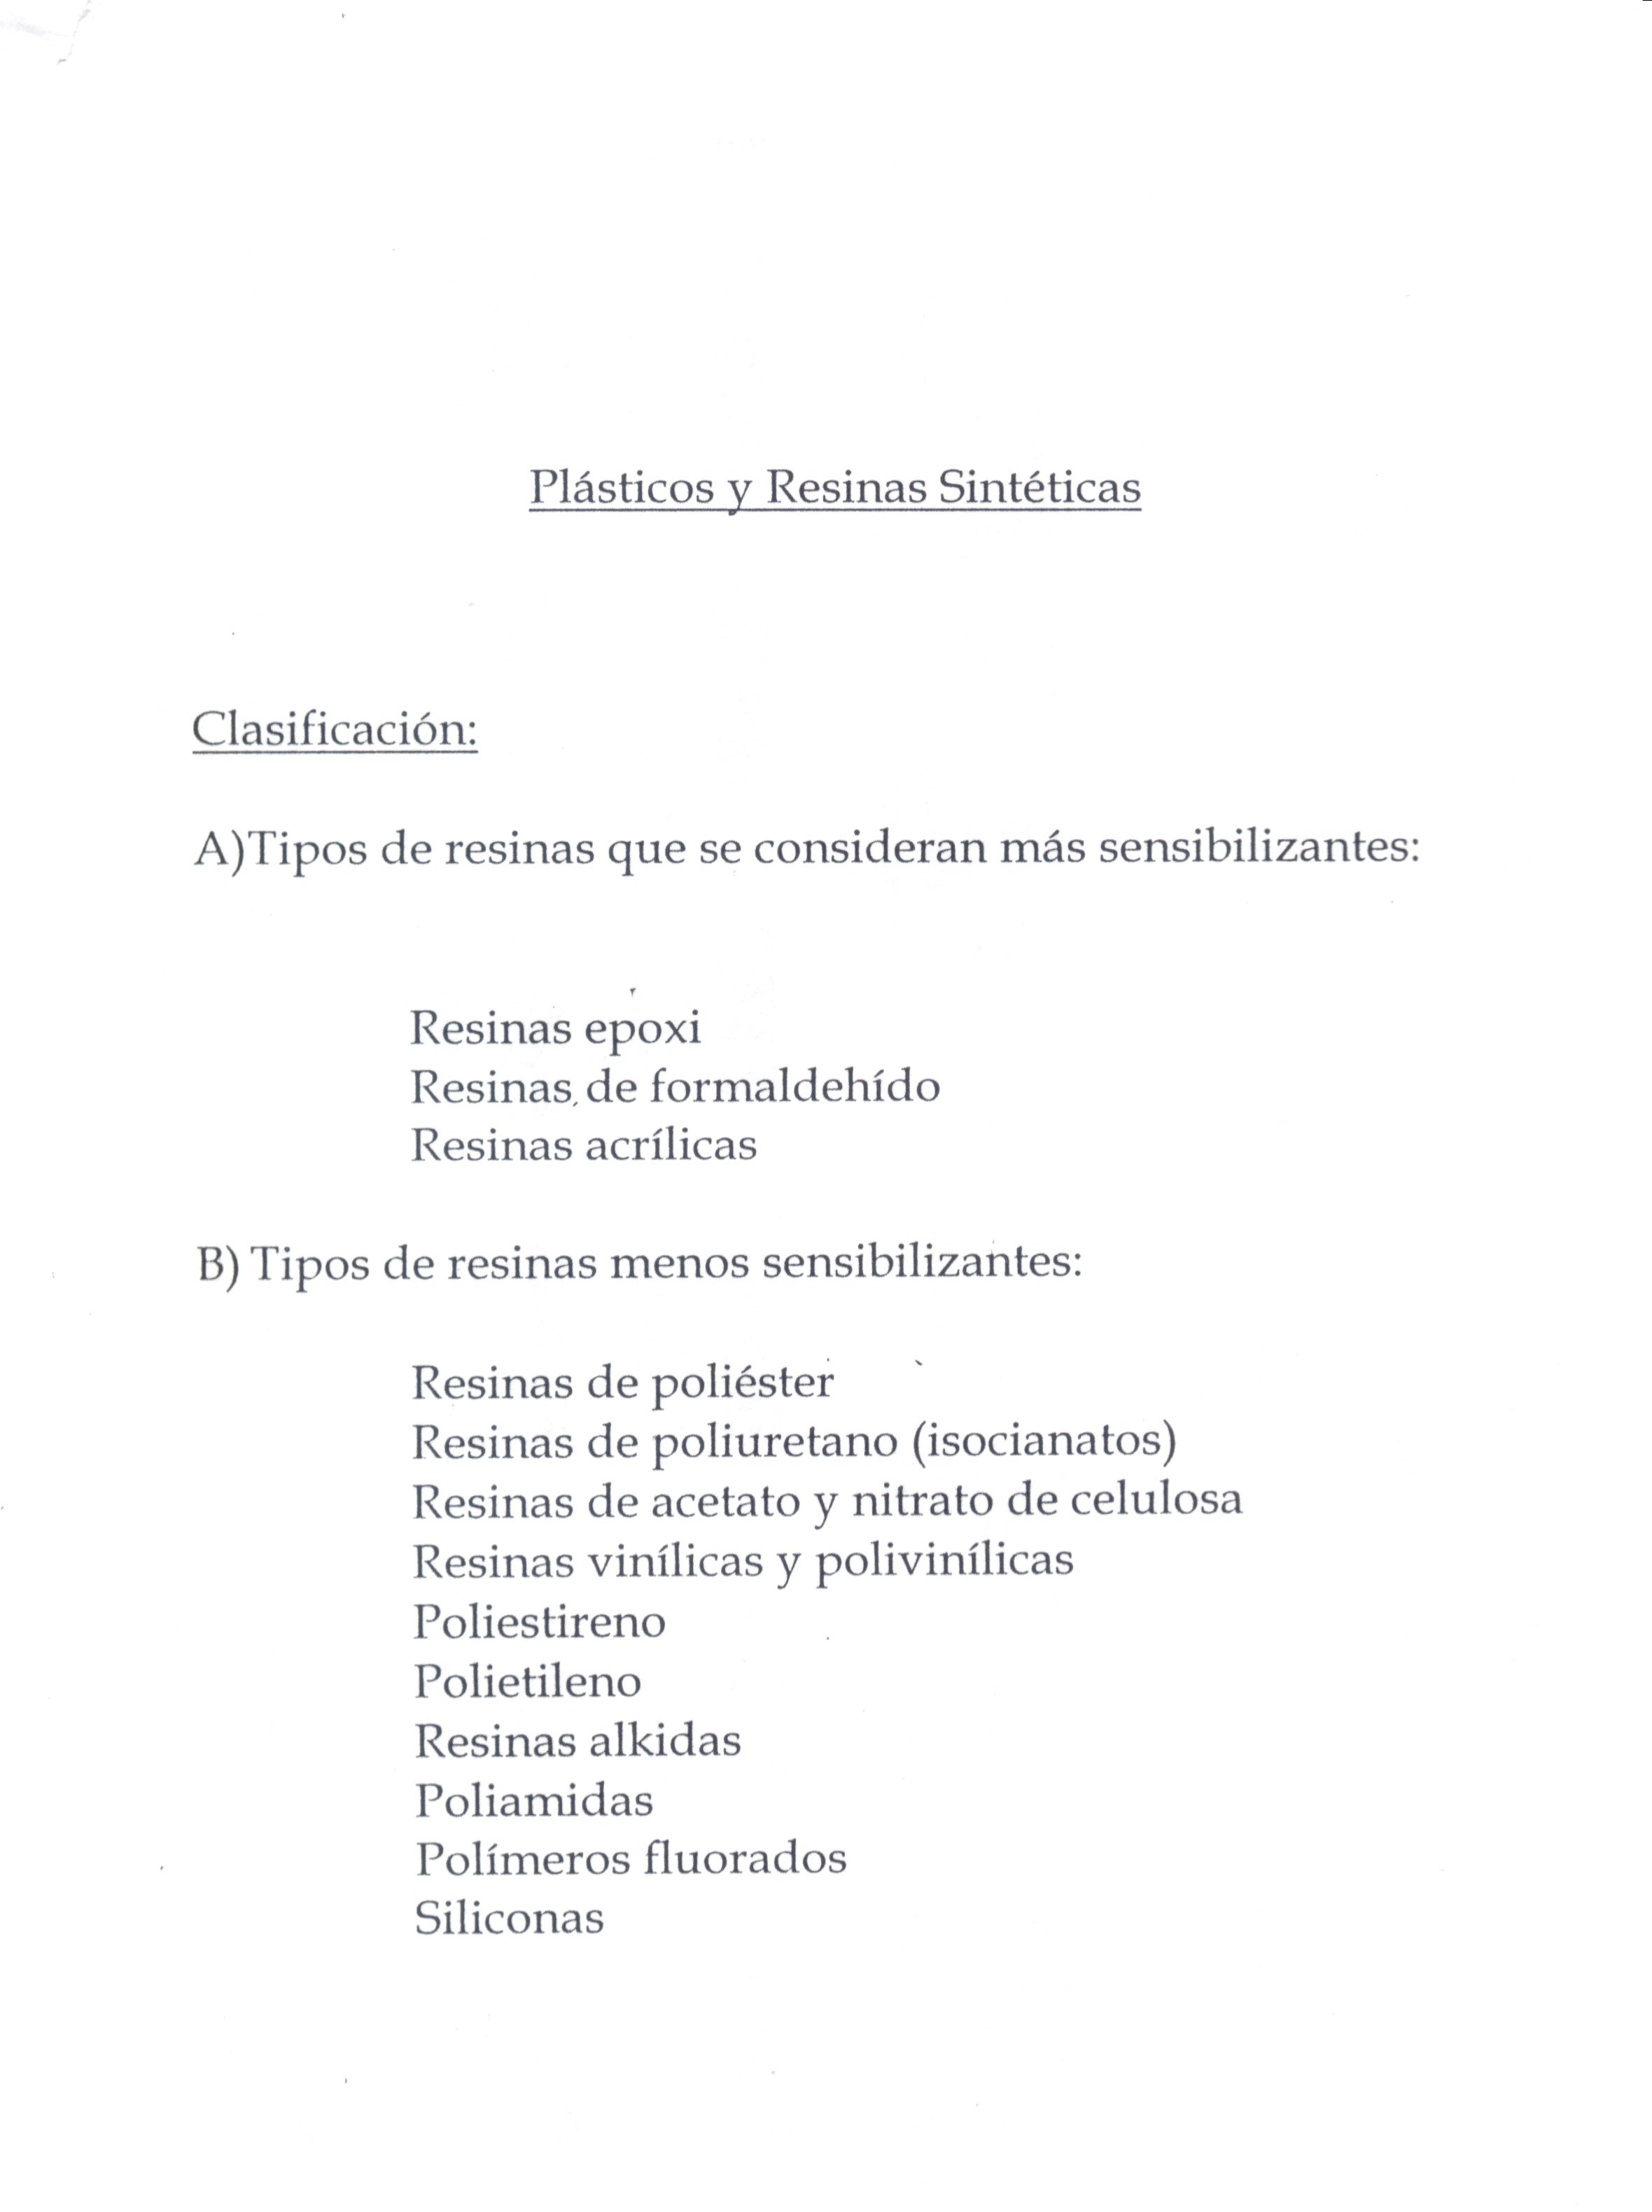 Plásticos y Resinas Sintéticas
Clasificación:
A)Tipos de resinas que se consideran más sensibilizantes:
Resinas epoxi
Resinas de formaldehído
Resinas acrílicas
B) Tipos de resinas menos sensibilizantes:
Resinas de poliéster
Resinas de poliuretano (isocianatos)
Resinas de acetato y nitrato de celulosa
Resinas vinílicas y polivinílicas
Poliestireno
Polietileno
Resinas alkidas
Poliamidas
Polímeros fluorados
Siliconas